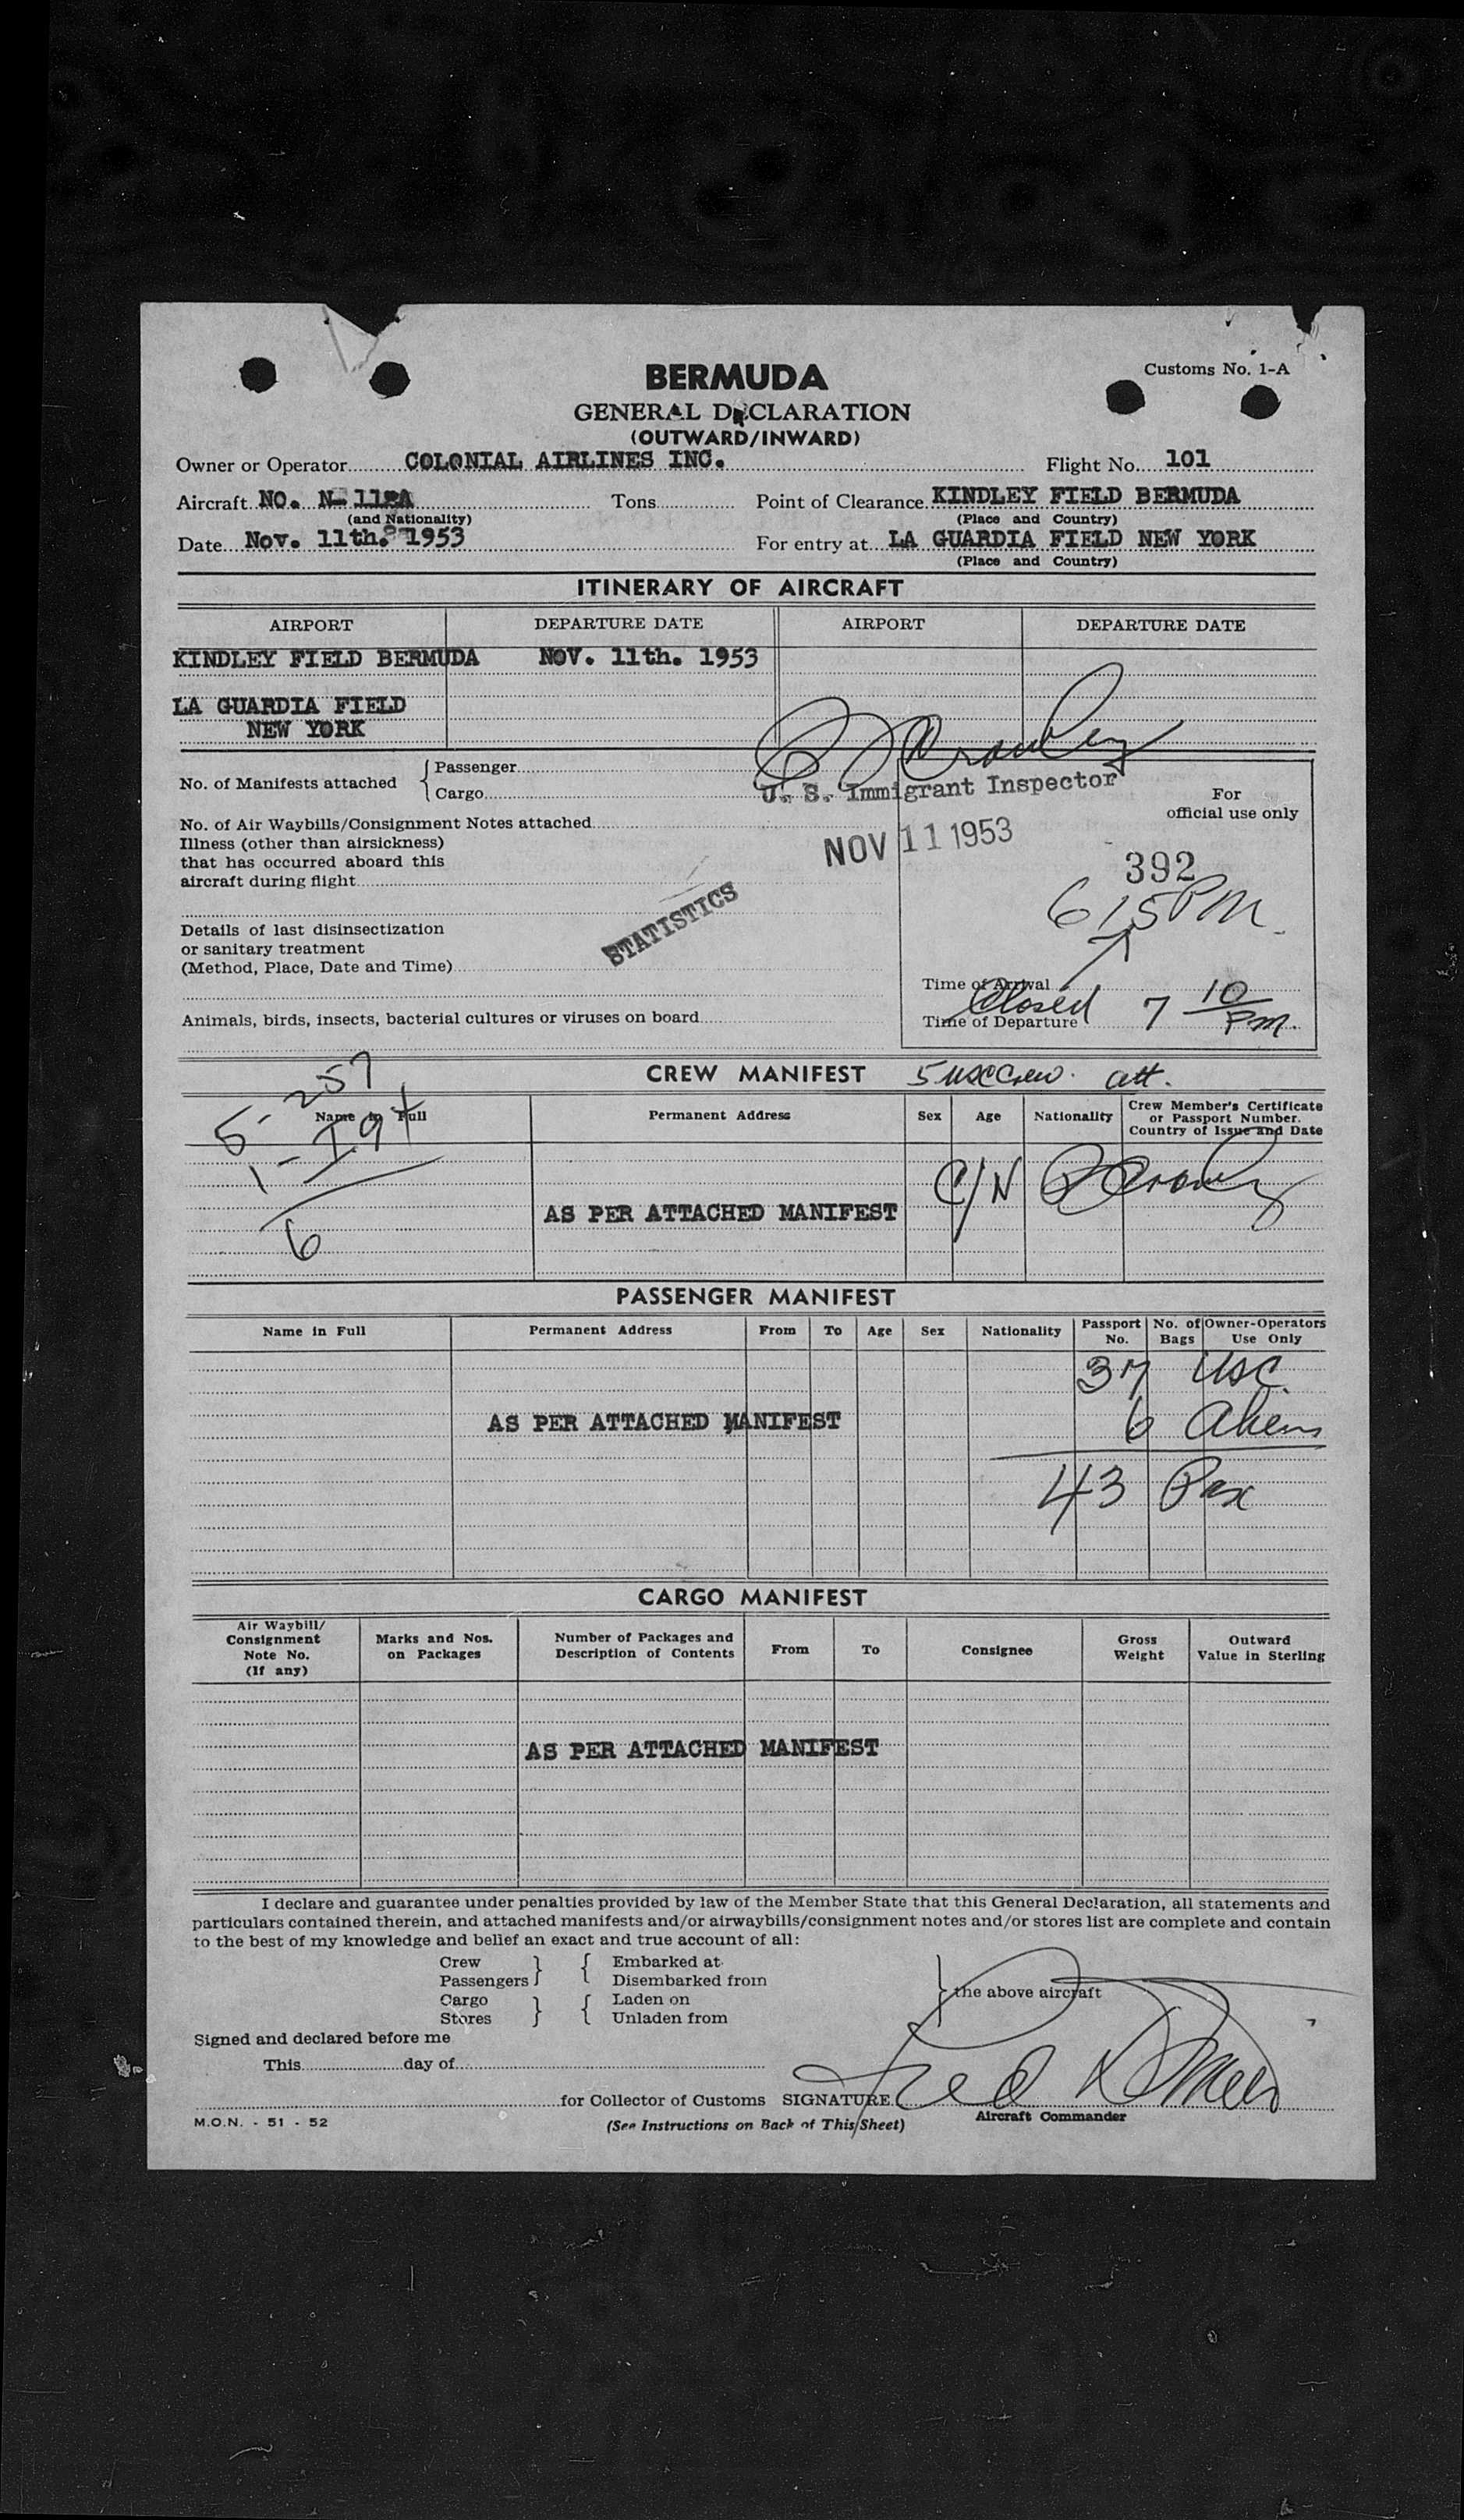 Customs No. 1-A
BERMUDA
GENERAL DECLARATION
(OUTWARD/INWARD)
Owner or Operator COLONIAL AIRLINES INC. Flight No. 101
Aircraft NO. N- Tons Point of Clearance KINDLEY FIELD BERMUDA
(and Nationality) (Place and Country)
Date Nov. 11th. 1953 For entry at LA GUARDIA FIELD NEW YORK
(Place and Country)
ITINERARY OF AIRCRAFT
AIRPORT DEPARTURE DATE AIRPORT DEPARTURE DATE
KINDLEY FIELD BERMUDA NOV. 11th. 1953
LA GUARDIA FIELD
NEW YORK
No. of Manifests attached Passenger
Cargo
U. S. Immigrant Inspector
For
official use only
No. of Air Waybills/Consignment Notes attached
NOV 11 1953
Illness (other than airsickness)
that has occurred aboard this
aircraft during flight
392
615 PM
STATISTICS
Details of last disinsectization
or sanitary treatment
(Method, Place, Date and Time)
Time of Arrival
Closed 7 10 Pm.
Time of Departure
Animals, birds, insects, bacterial cultures or viruses on board
CREW MANIFEST 5 USC Crew. att.
5 - 257
Name in Full Permanent Address Sex Age Nationality Crew Member's Certificate
or Passport Number.
Country of Issue and Date
1 -
6
C/N
AS PER ATTACHED MANIFEST
PASSENGER MANIFEST
Name in Full Permanent Address From To Age Sex Nationality Passport No. No. of Bags Owner-Operators Use Only
37 USC
AS PER ATTACHED MANIFEST 6 Aliens
43 Pax
CARGO MANIFEST
Air Waybill/
Consignment
Note No.
(If any)
Marks and Nos.
on Packages
Number of Packages and
Description of Contents
From To Consignee
Gross
Weight
Outward
Value in Sterling
AS PER ATTACHED MANIFEST
I declare and guarantee under penalties provided by law of the Member State that this General Declaration, all statements and
particulars contained therein, and attached manifests and/or airwaybills/consignment notes and/or stores list are complete and contain
to the best of my knowledge and belief an exact and true account of all:
Crew Embarked at
Passengers Disembarked from
Cargo Laden on the above aircraft
Stores Unladen from
Signed and declared before me
This day of
for Collector of Customs SIGNATURE Fred
Aircraft Commander
M.O.N. - 51 - 52 (See Instructions on Back of This Sheet)